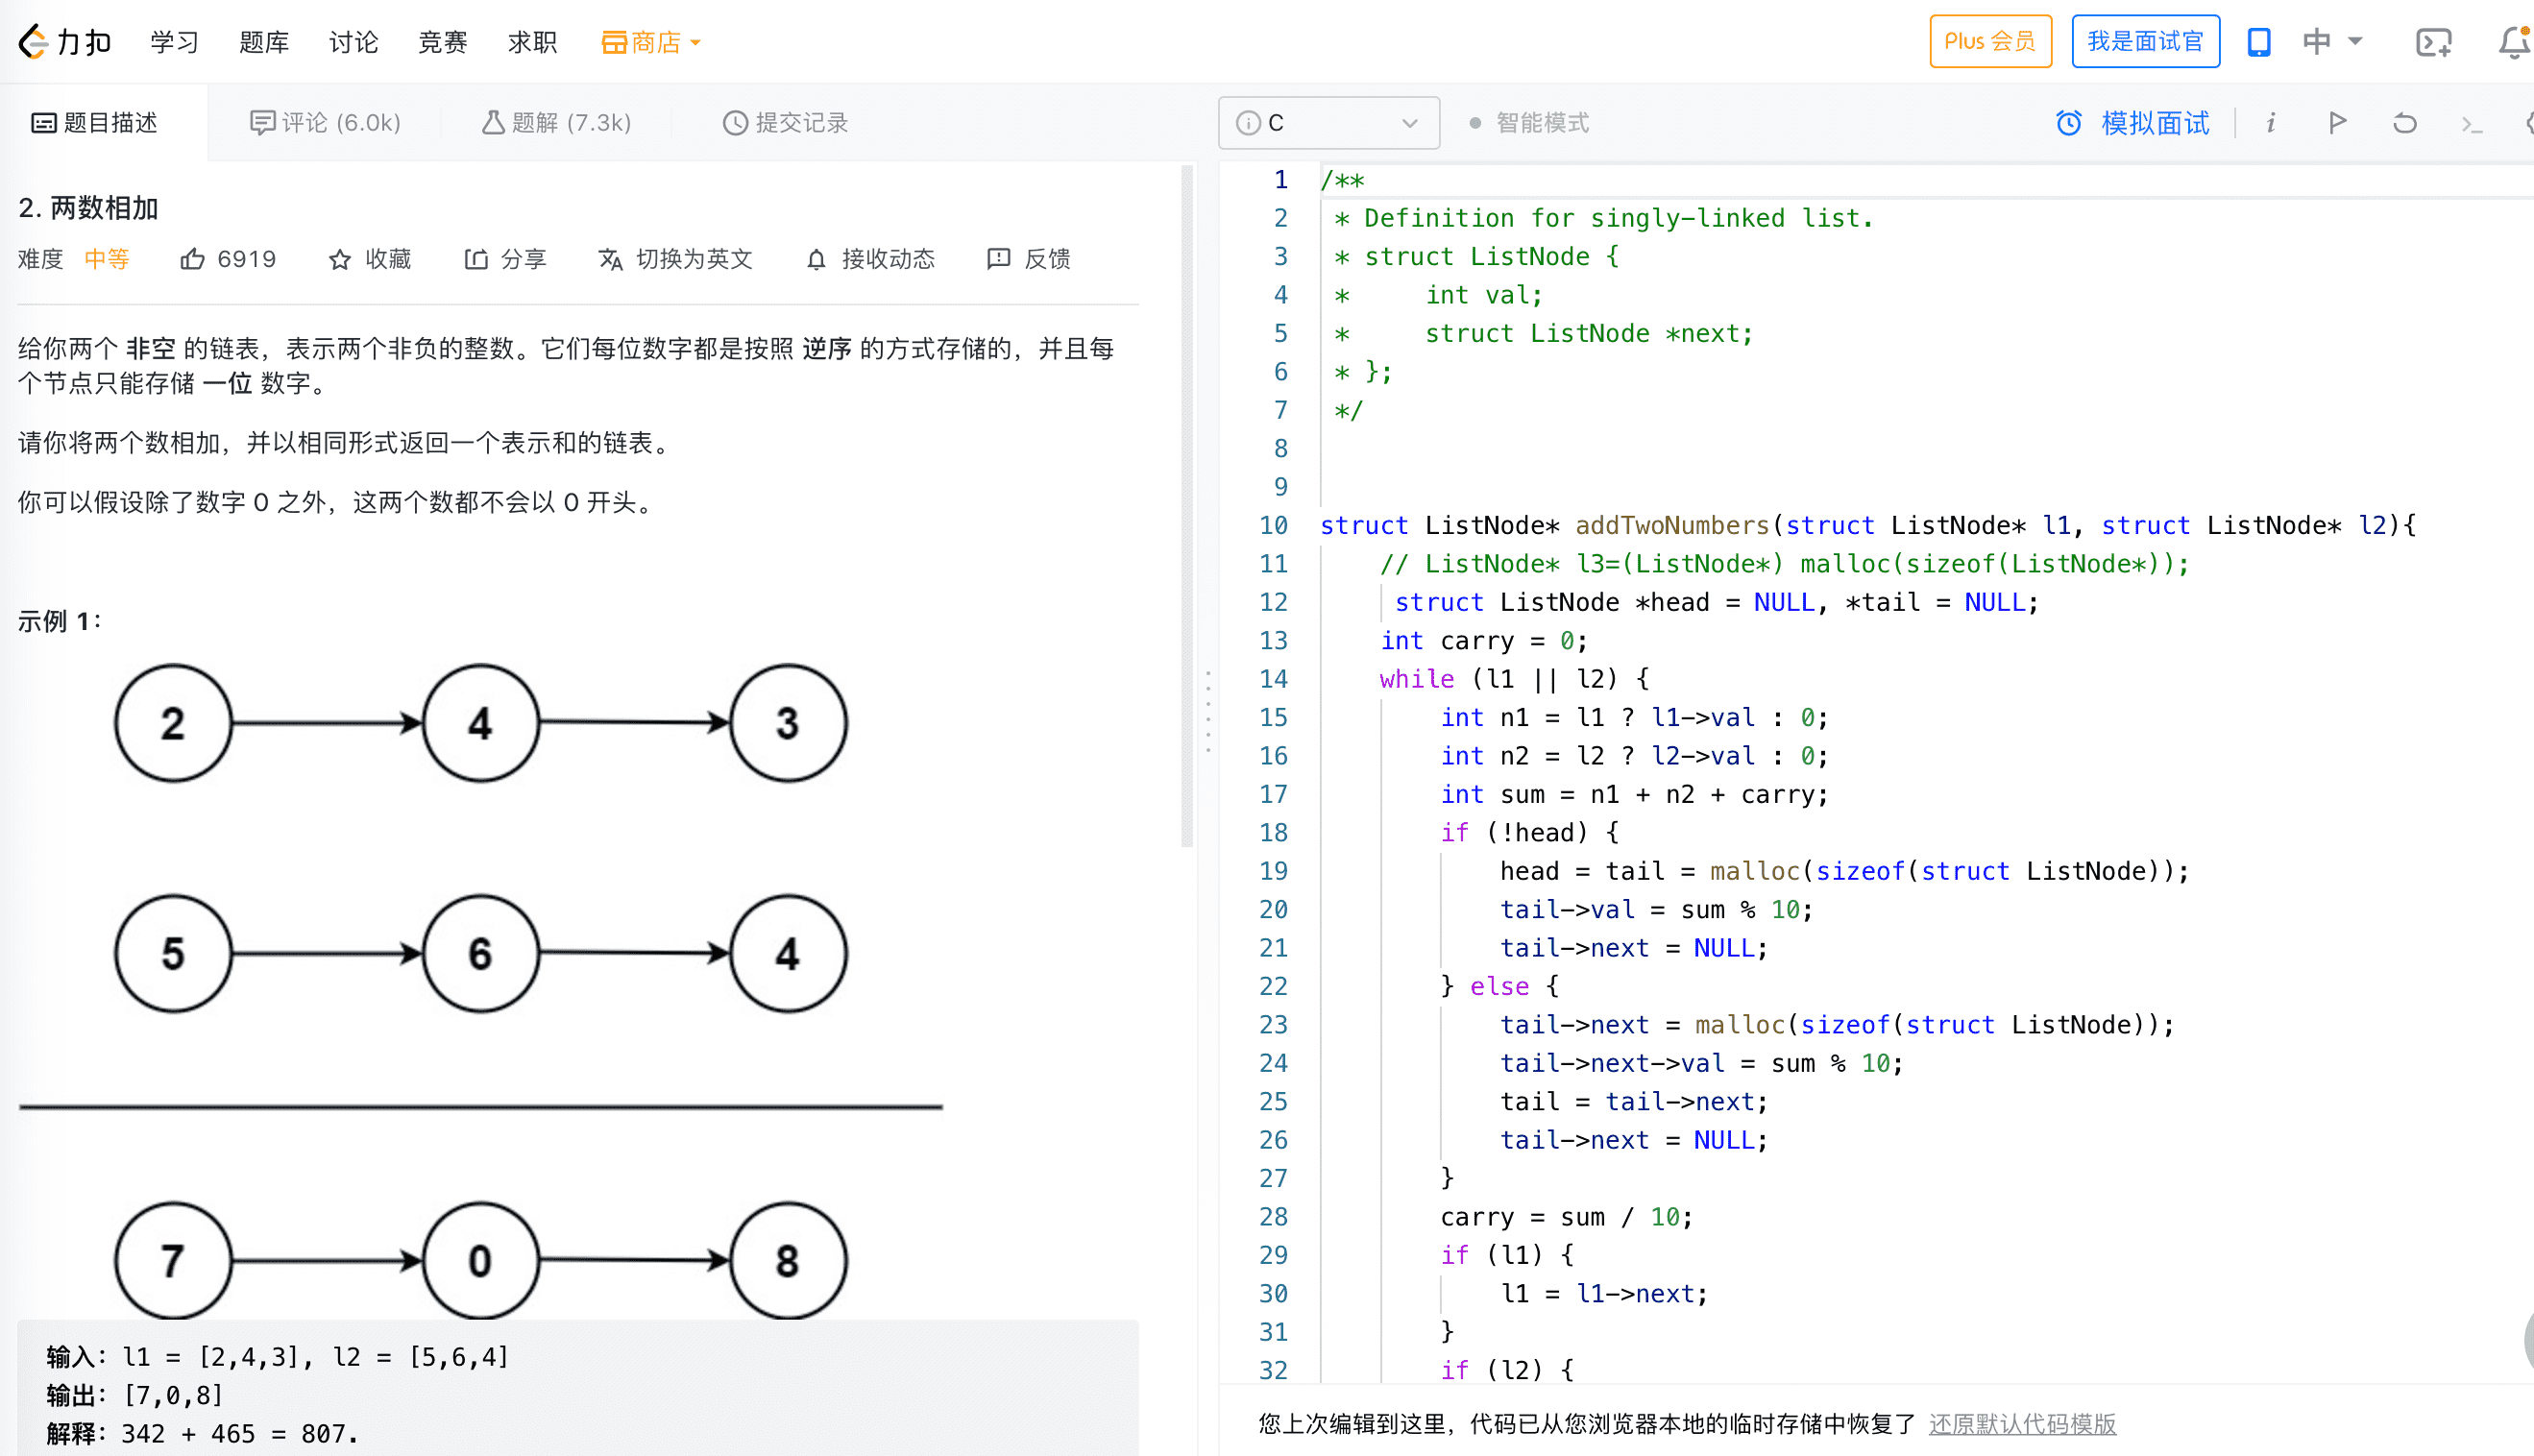 力扣 学习 题库 讨论 竞赛 求职 商店 Plus 会员 我是面试官 中
题目描述 评论 (6.0k) 题解 (7.3k) 提交记录
2. 两数相加
难度 中等 6919 收藏 分享 切换为英文 接收动态 反馈
给你两个 非空 的链表，表示两个非负的整数。它们每位数字都是按照 逆序 的方式存储的，并且每
个节点只能存储 一位 数字。
请你将两个数相加，并以相同形式返回一个表示和的链表。
你可以假设除了数字 0 之外，这两个数都不会以 0 开头。
示例 1：
2 4 3
5 6 4
7 0 8
输入：l1 = [2,4,3], l2 = [5,6,4]
输出：[7,0,8]
解释：342 + 465 = 807.
C 智能模式 模拟面试 i
1 /**
2  * Definition for singly-linked list.
3  * struct ListNode {
4  *     int val;
5  *     struct ListNode *next;
6  * };
7  */
8
9
10 struct ListNode* addTwoNumbers(struct ListNode* l1, struct ListNode* l2){
11     // ListNode* l3=(ListNode*) malloc(sizeof(ListNode*));
12      struct ListNode *head = NULL, *tail = NULL;
13     int carry = 0;
14     while (l1 || l2) {
15         int n1 = l1 ? l1->val : 0;
16         int n2 = l2 ? l2->val : 0;
17         int sum = n1 + n2 + carry;
18         if (!head) {
19             head = tail = malloc(sizeof(struct ListNode));
20             tail->val = sum % 10;
21             tail->next = NULL;
22         } else {
23             tail->next = malloc(sizeof(struct ListNode));
24             tail->next->val = sum % 10;
25             tail = tail->next;
26             tail->next = NULL;
27         }
28         carry = sum / 10;
29         if (l1) {
30             l1 = l1->next;
31         }
32         if (l2) {
您上次编辑到这里，代码已从您浏览器本地的临时存储中恢复了 还原默认代码模版